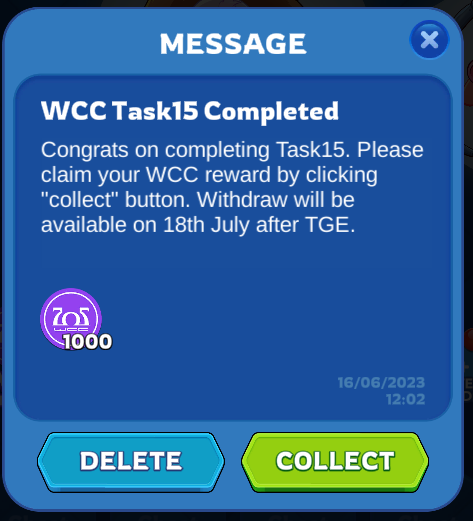 MESSAGE
WCC Task15 Completed
Congrats on completing Task15. Please
claim your WCC reward by clicking
"collect" button. Withdraw will be
available on 18th July after TGE.
WCC
1000
16/06/2023
12:02
DELETE
COLLECT